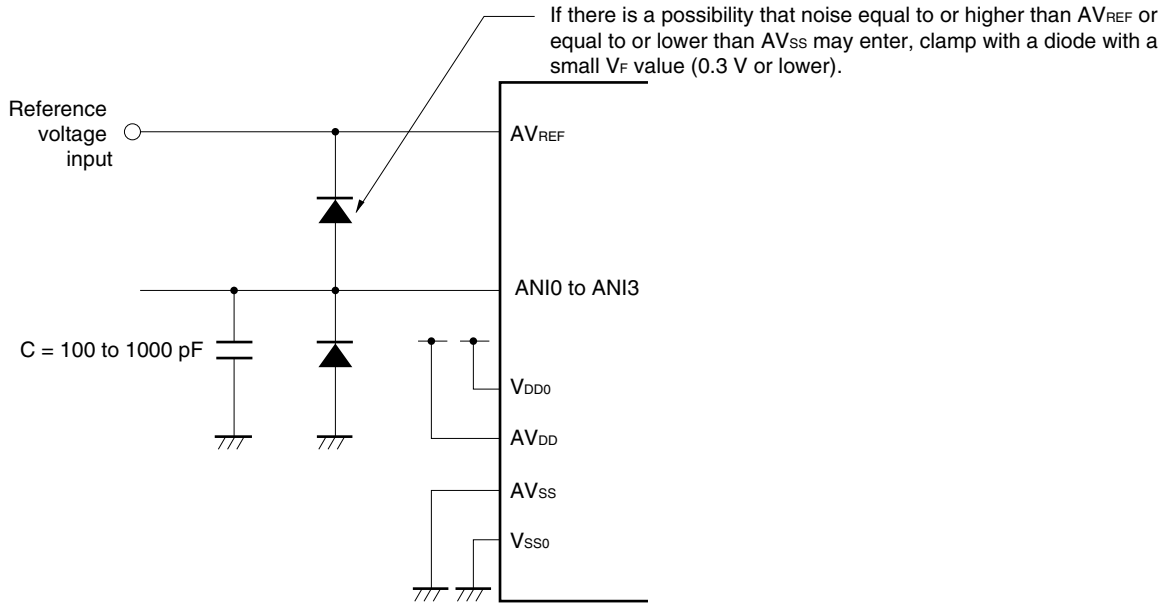 If there is a possibility that noise equal to or higher than AVREF or
equal to or lower than AVSS may enter, clamp with a diode with a
small VF value (0.3 V or lower).
Reference
voltage
input
AVREF
ANI0 to ANI3
C = 100 to 1000 pF
VDD0
AVDD
AVSS
VSS0